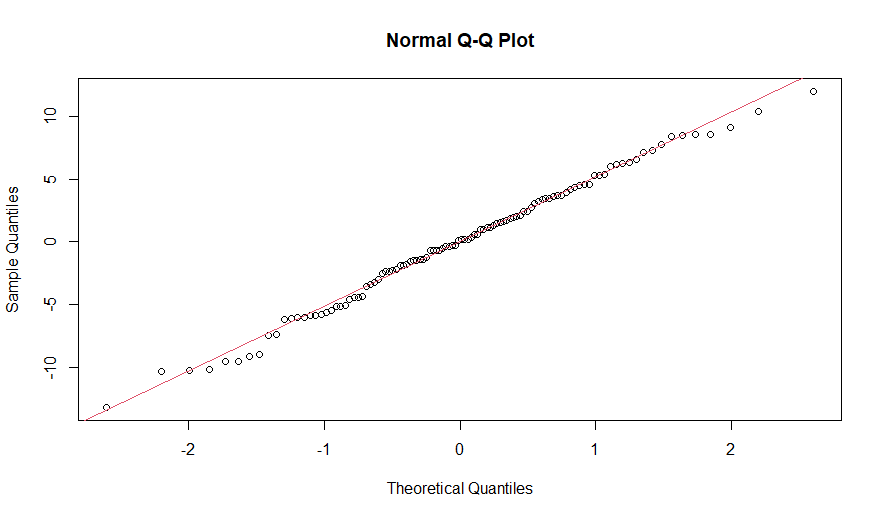 Normal Q-Q Plot
10
5
0
-5
-10
Sample Quantiles
-2 -1 0 1 2
Theoretical Quantiles